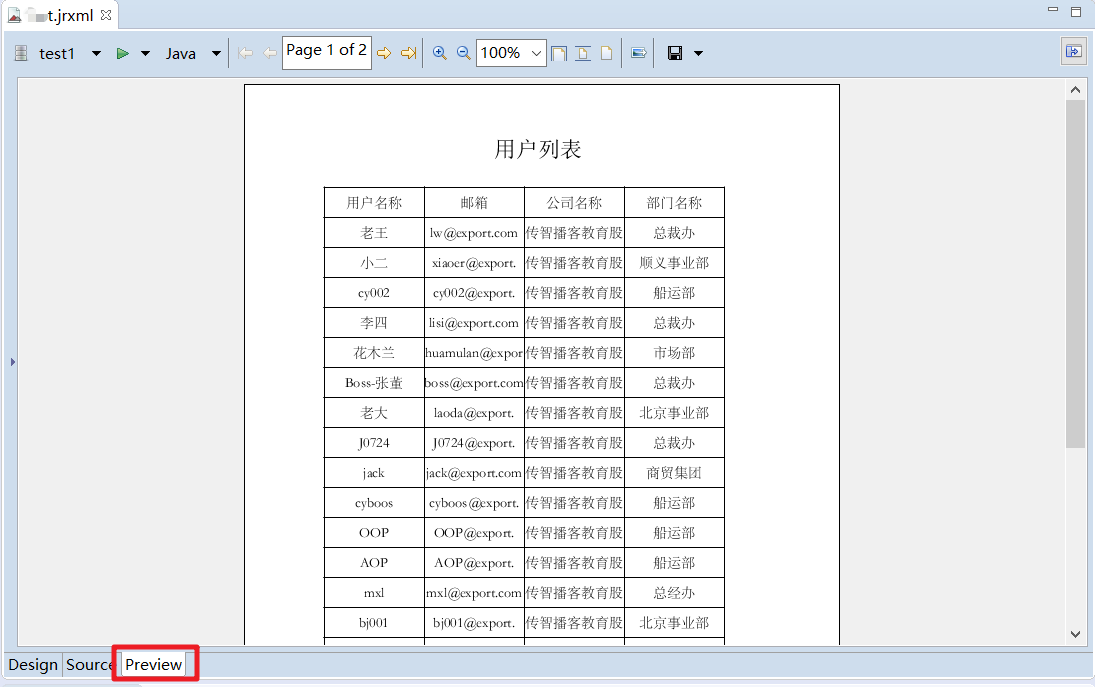 t.jrxml
test1 Java Page 1 of 2 100%
用户列表
用户名称 邮箱 公司名称 部门名称
老王 lw@export.com 传智播客教育股 总裁办
小二 xiaoer@export. 传智播客教育股 顺义事业部
cy002 cy002@export. 传智播客教育股 船运部
李四 lisi@export.com 传智播客教育股 总裁办
花木兰 huamulan@expor 传智播客教育股 市场部
Boss-张董 boss@export.com 传智播客教育股 总裁办
老大 laoda@export. 传智播客教育股 北京事业部
J0724 J0724@export. 传智播客教育股 总裁办
jack jack@export.com 传智播客教育股 商贸集团
cyboos cyboos@export. 传智播客教育股 船运部
OOP OOP@export. 传智播客教育股 船运部
AOP AOP@export. 传智播客教育股 船运部
mxl mxl@export.com 传智播客教育股 总经办
bj001 bj001@export. 传智播客教育股 北京事业部
Design Source Preview